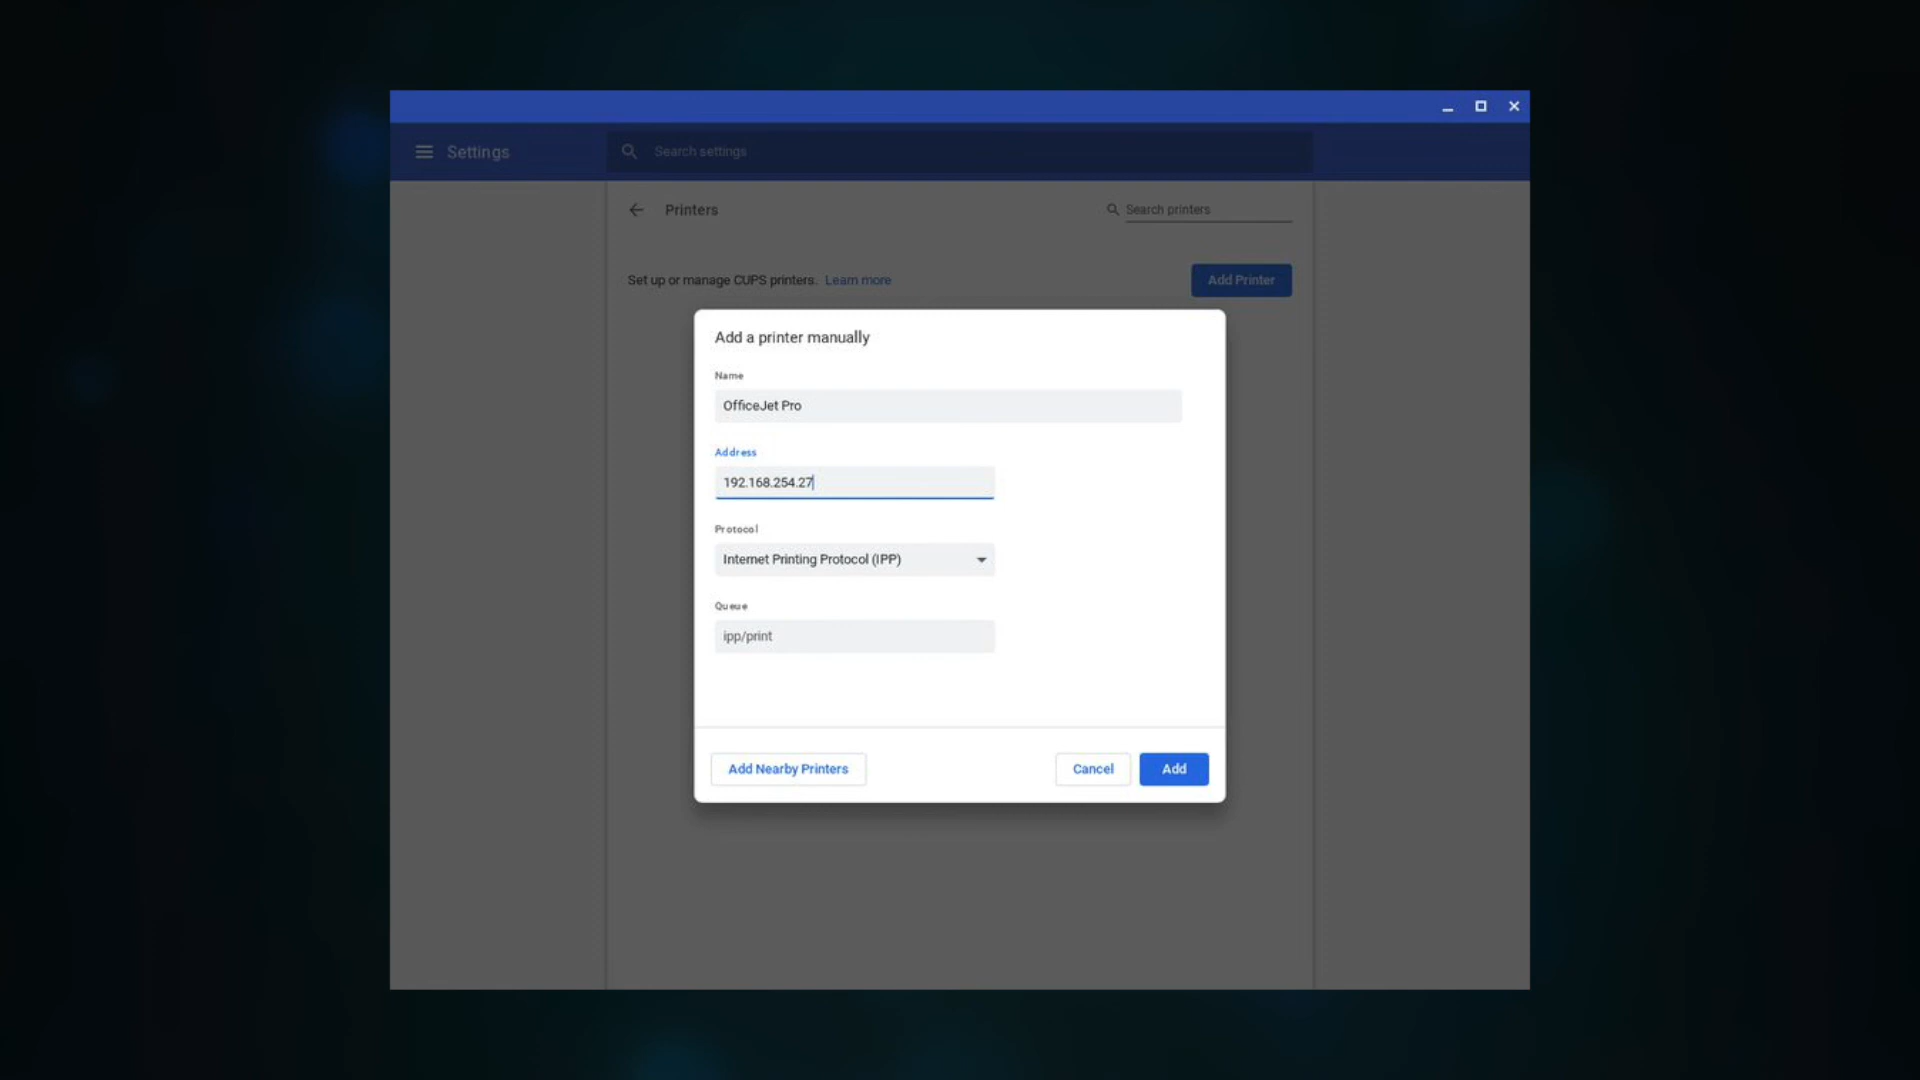 Settings
Search settings
Printers
Search printers
Set up or manage CUPS printers. Learn more
Add Printer
Add a printer manually
Name
OfficeJet Pro
Address
192.168.254.27
Protocol
Internet Printing Protocol (IPP)
Queue
ipp/print
Add Nearby Printers
Cancel
Add